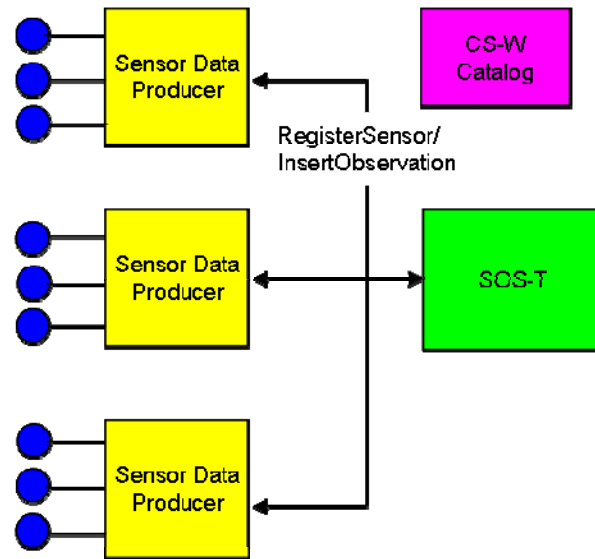 Sensor Data
Producer
CS-W
Catalog
RegisterSensor/
InsertObservation
Sensor Data
Producer
SOS-T
Sensor Data
Producer